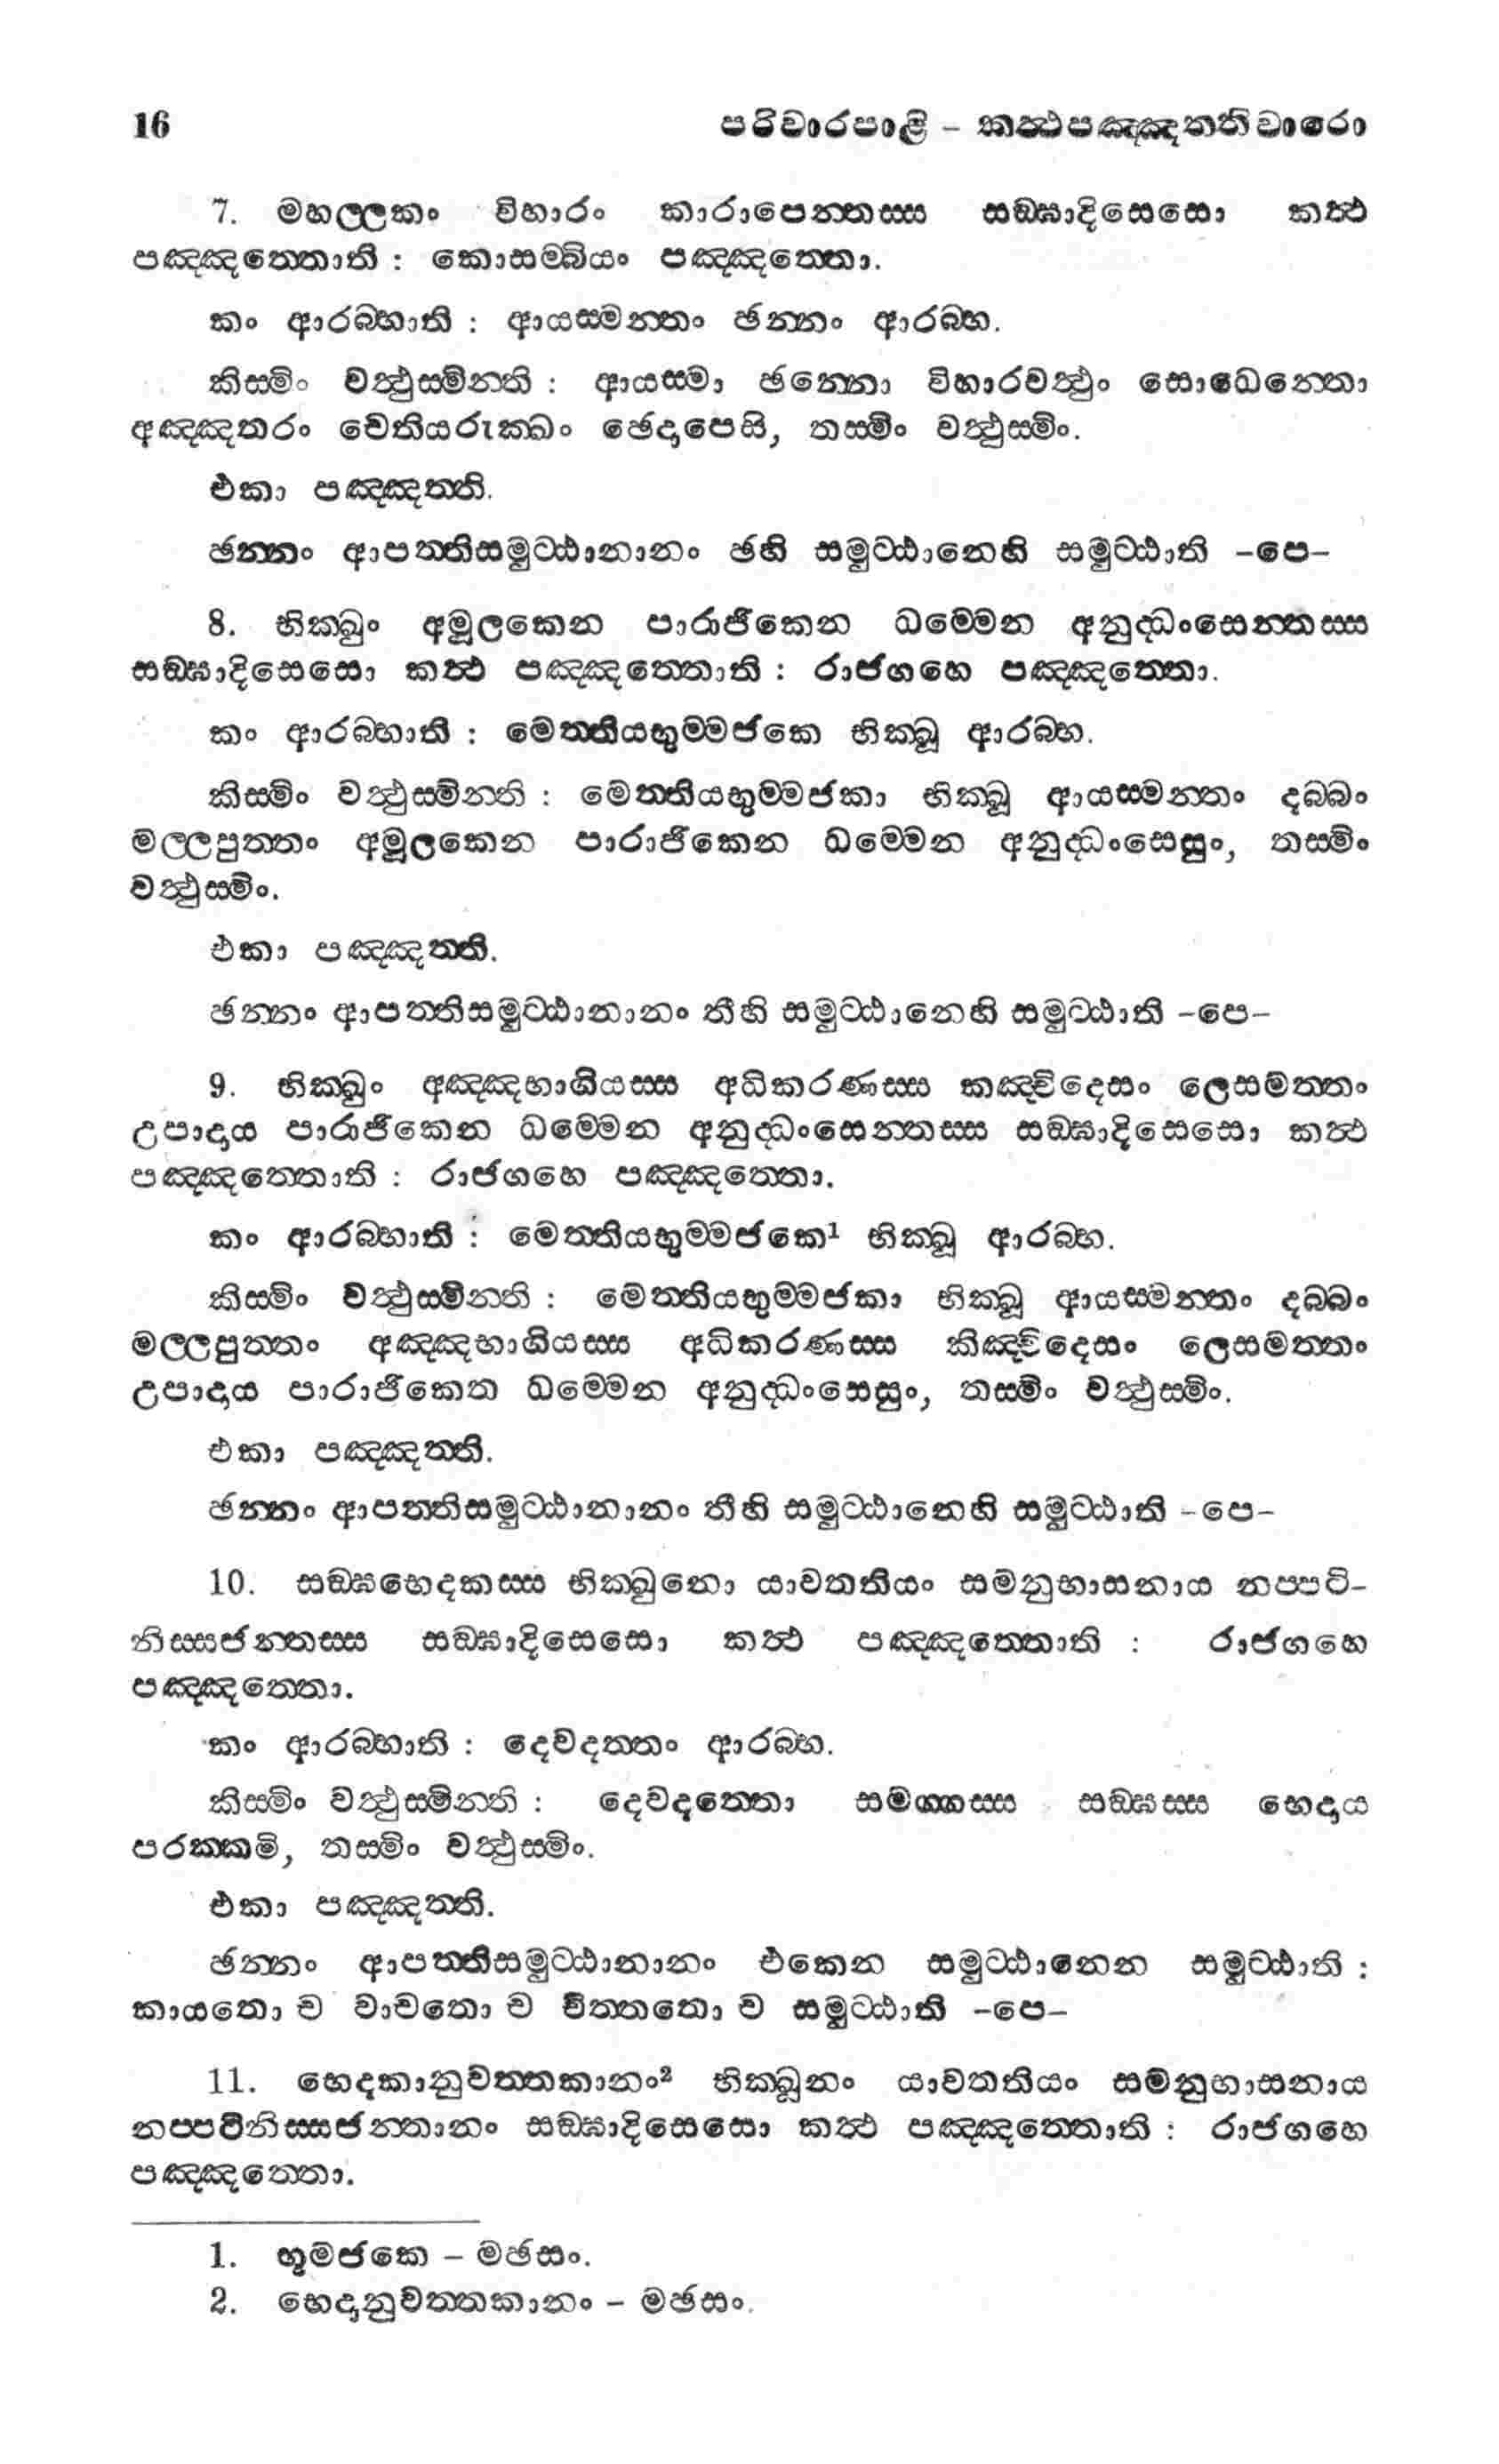 16 පරිවාරපාළි – කත්‍ථපඤ්ඤත්තිවාරො
7. මහල්ලකං විහාරං කාරාපෙන්තස්ස සඞ්ඝාදිසෙසො කත්‍ථ
පඤ්ඤත්තොති : කොසම්බියං පඤ්ඤත්තො.
කං ආරබ්භාති : ආයස්මන්තං ඡන්නං ආරබ්භ.
කිස්මිං වත්‍ථුස්මින්ති : ආයස්මා ඡන්නො විහාරවත්‍ථුං සොධෙන්තො
අඤ්ඤතරං චෙතියරුක්ඛං ඡෙදාපෙසි, තස්මිං වත්‍ථුස්මිං.
එකා පඤ්ඤත්ති.
ඡන්නං ආපත්තිසමුට්ඨානානං ඡහි සමුට්ඨානෙහි සමුට්ඨාති –පෙ–
8. භික්ඛුං අමූලකෙන පාරාජිකෙන ධම්මෙන අනුද්ධංසෙන්තස්ස
සඞ්ඝාදිසෙසො කත්‍ථ පඤ්ඤත්තොති : රාජගහෙ පඤ්ඤත්තො.
කං ආරබ්භාති : මෙත්තියභුම්මජකෙ භික්ඛූ ආරබ්භ.
කිස්මිං වත්‍ථුස්මින්ති : මෙත්තියභුම්මජකා භික්ඛූ ආයස්මන්තං දබ්බං
මල්ලපුත්තං අමූලකෙන පාරාජිකෙන ධම්මෙන අනුද්ධංසෙසුං, තස්මිං
වත්‍ථුස්මිං.
එකා පඤ්ඤත්ති.
ඡන්නං ආපත්තිසමුට්ඨානානං තීහි සමුට්ඨානෙහි සමුට්ඨාති –පෙ–
9. භික්ඛුං අඤ්ඤභාගියස්ස අධිකරණස්ස කඤ්චිදෙසං ලෙසමත්තං
උපාදාය පාරාජිකෙන ධම්මෙන අනුද්ධංසෙන්තස්ස සඞ්ඝාදිසෙසො කත්‍ථ
පඤ්ඤත්තොති : රාජගහෙ පඤ්ඤත්තො.
කං ආරබ්භාති : මෙත්තියභුම්මජකෙ¹ භික්ඛූ ආරබ්භ.
කිස්මිං වත්‍ථුස්මින්ති : මෙත්තියභුම්මජකා භික්ඛූ ආයස්මන්තං දබ්බං
මල්ලපුත්තං අඤ්ඤභාගියස්ස අධිකරණස්ස කිඤ්චිදෙසං ලෙසමත්තං
උපාදාය පාරාජිකෙන ධම්මෙන අනුද්ධංසෙසුං, තස්මිං වත්‍ථුස්මිං.
එකා පඤ්ඤත්ති.
ඡන්නං ආපත්තිසමුට්ඨානානං තීහි සමුට්ඨානෙහි සමුට්ඨාති –පෙ–
10. සඞ්ඝභෙදකස්ස භික්ඛුනො යාවතතියං සමනුභාසනාය නප්පටි–
නිස්සජන්තස්ස සඞ්ඝාදිසෙසො කත්‍ථ පඤ්ඤත්තොති : රාජගහෙ
පඤ්ඤත්තො.
කං ආරබ්භාති : දෙවදත්තං ආරබ්භ.
කිස්මිං වත්‍ථුස්මින්ති : දෙවදත්තො සමග්ගස්ස සඞ්ඝස්ස භෙදාය
පරක්කමි, තස්මිං වත්‍ථුස්මිං.
එකා පඤ්ඤත්ති.
ඡන්නං ආපත්තිසමුට්ඨානානං එකෙන සමුට්ඨානෙන සමුට්ඨාති :
කායතො ච වාචතො ච චිත්තතො ච සමුට්ඨාති –පෙ–
11. භෙදකානුවත්තකානං² භික්ඛූනං යාවතතියං සමනුභාසනාය
නප්පටිනිස්සජන්තානං සඞ්ඝාදිසෙසො කත්‍ථ පඤ්ඤත්තොති : රාජගහෙ
පඤ්ඤත්තො.
1. භූමජකෙ – මඡසං.
2. භෙදානුවත්තකානං – මඡසං.